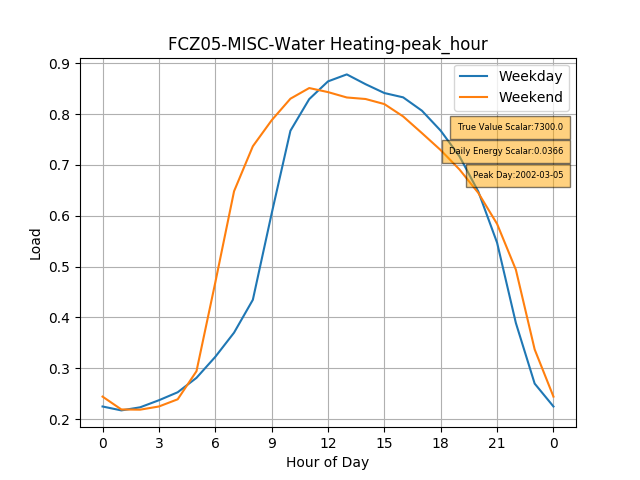 FCZ05-MISC-Water Heating-peak_hour
Weekday
Weekend
True Value Scalar:7300.0
Daily Energy Scalar:0.0366
Peak Day:2002-03-05
Load
0.9
0.8
0.7
0.6
0.5
0.4
0.3
0.2
0 3 6 9 12 15 18 21 0
Hour of Day